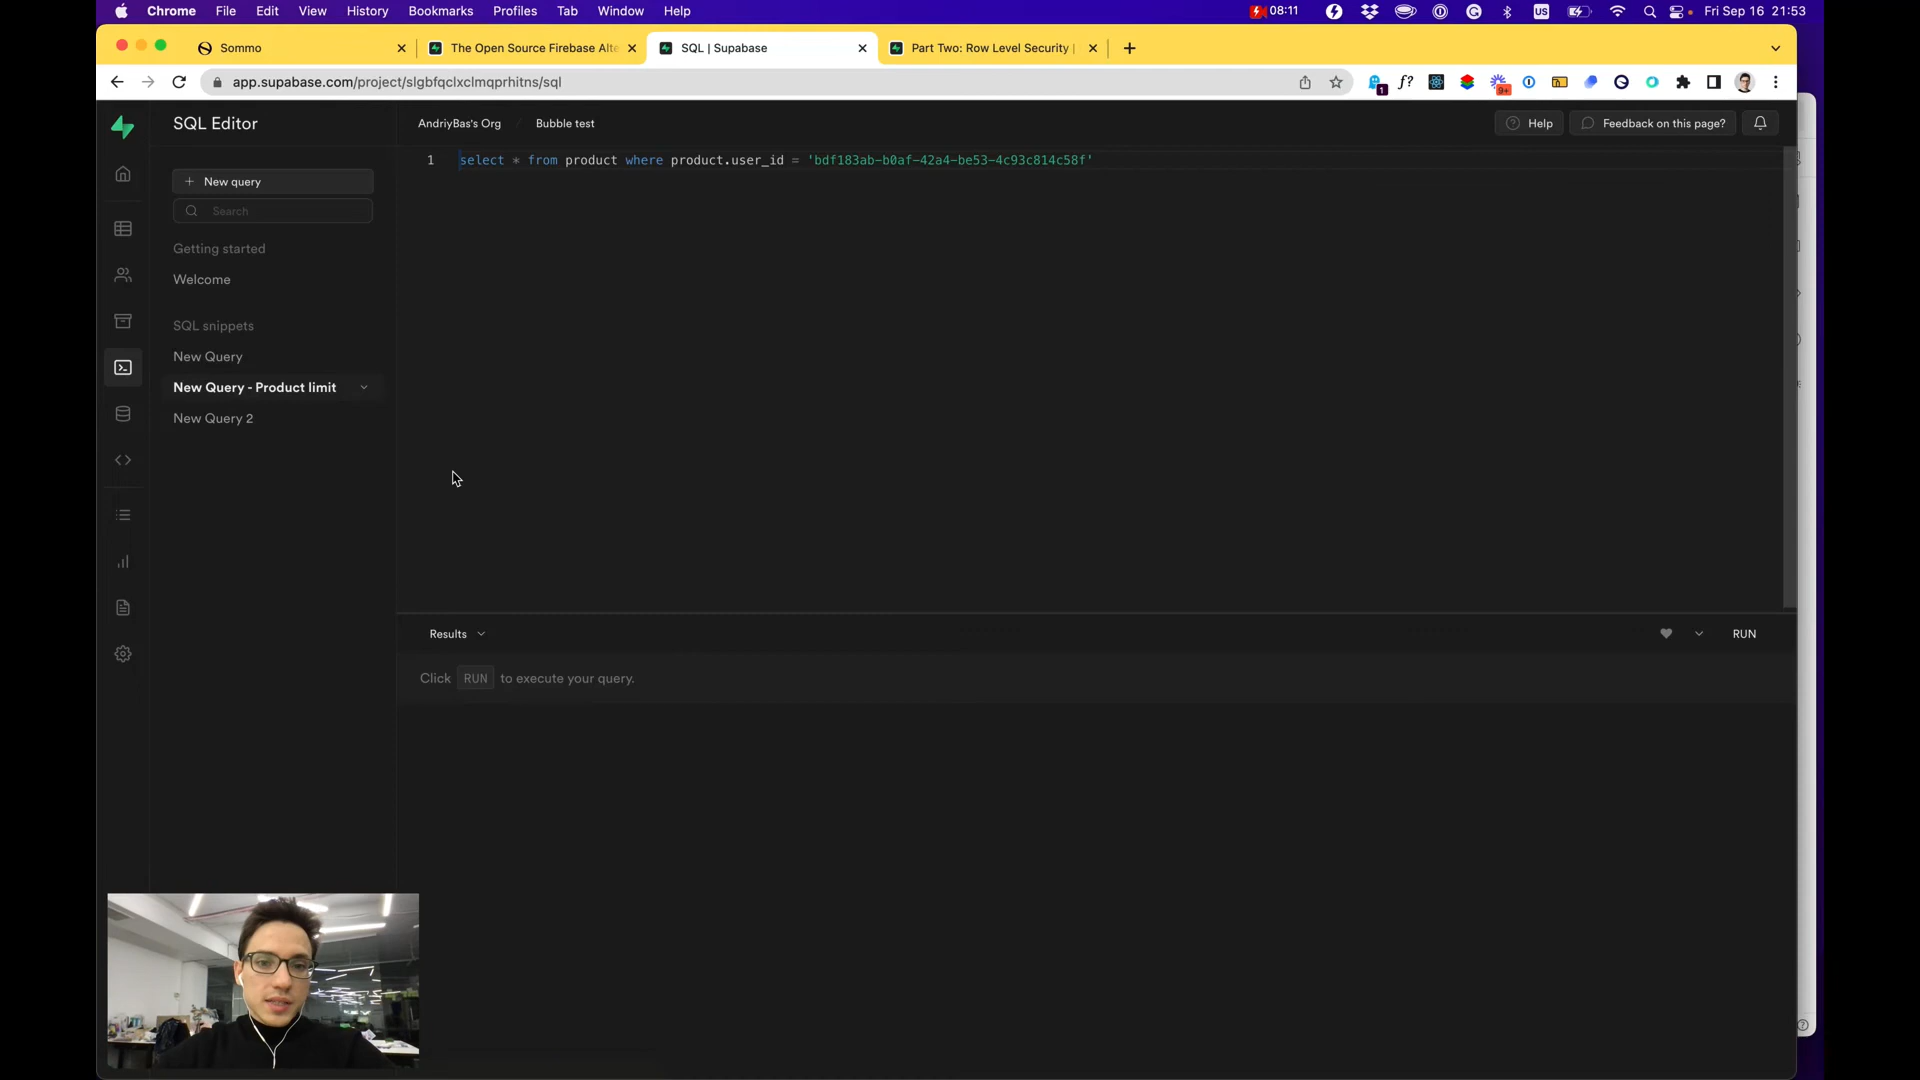 Chrome File Edit View History Bookmarks Profiles Tab Window Help 08:11 US Fri Sep 16 21:53
Sommo The Open Source Firebase Alte SQL | Supabase Part Two: Row Level Security |
app.supabase.com/project/slgbfqclxclmqprhitns/sql f? 1 9+
SQL Editor AndriyBas's Org / Bubble test Help Feedback on this page?
1 select * from product where product.user_id = 'bdf183ab-b0af-42a4-be53-4c93c814c58f'
+ New query
Search
Getting started
Welcome
SQL snippets
New Query
New Query - Product limit
New Query 2
Results RUN
Click RUN to execute your query.